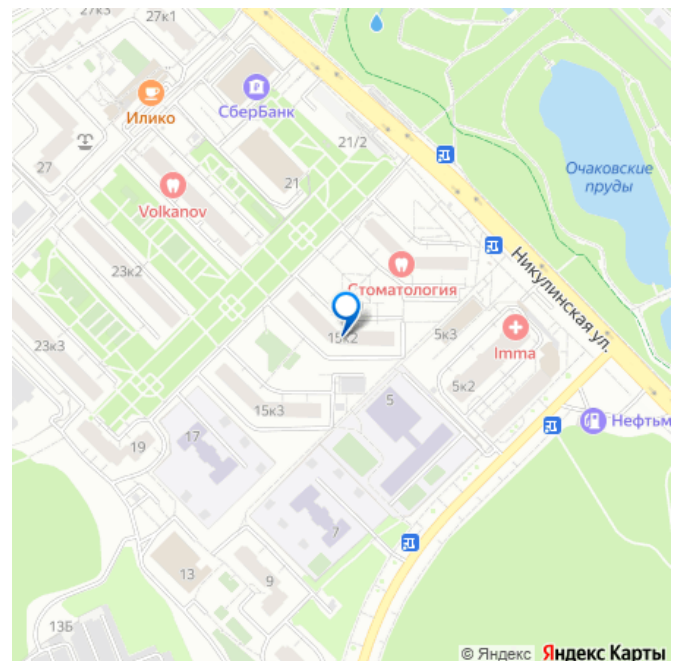 27к3
27к1
Илико
СберБанк
21/2
27
21
Volkanov
Очаковские
пруды
23к2
Стоматология
Никулинская ул.
15к2
5к3
Imma
23к3
5к2
15к3
5
Нефтьм
19
17
7
13
9
13Б
© Яндекс Яндекс Карты